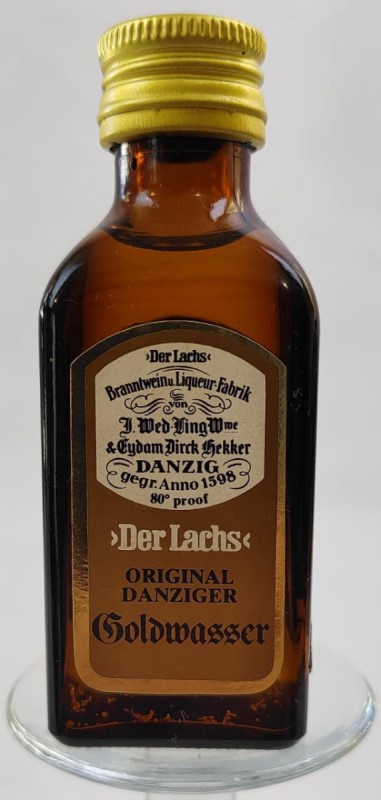 ›Der Lachs‹
Branntwein u. Liqueur-Fabrik
von
I. Wed-Ling Wwe
& Eydam Dirck Hekker
DANZIG
gegr. Anno 1598
80° proof
›Der Lachs‹
ORIGINAL
DANZIGER
Goldwasser